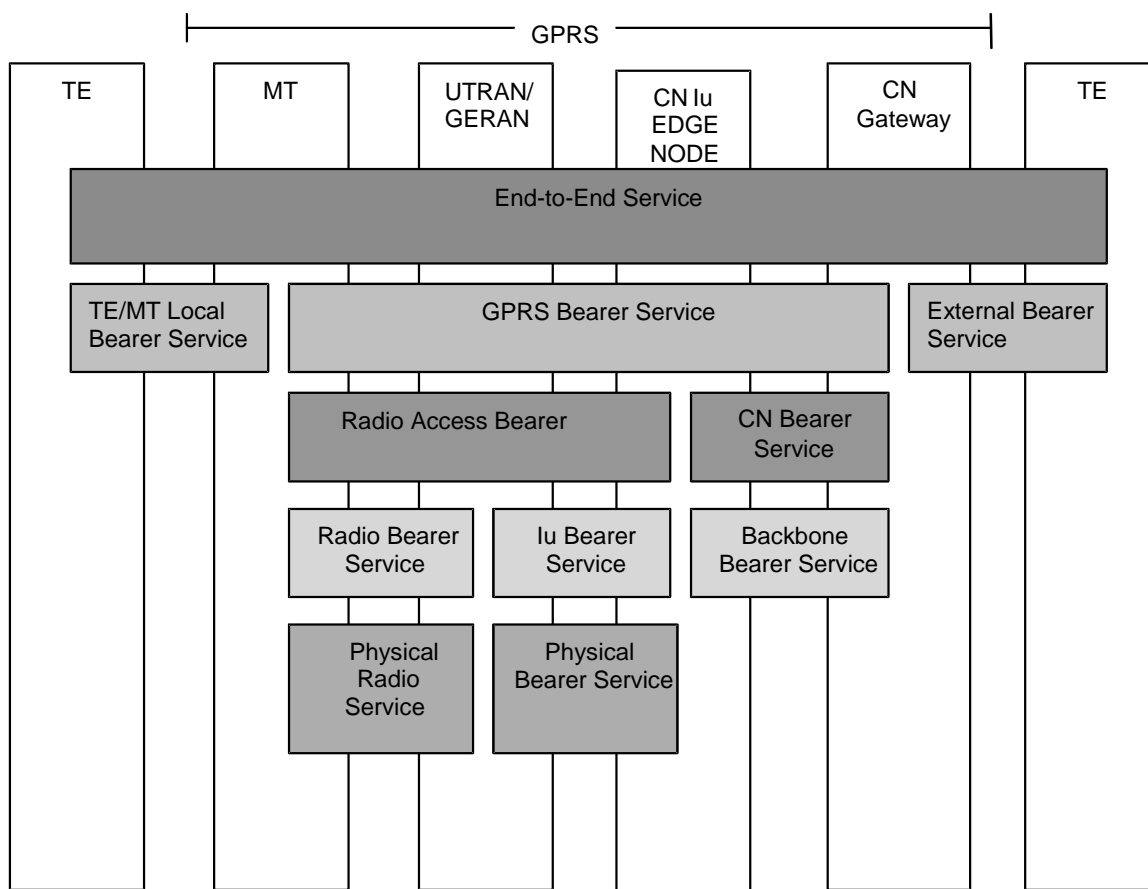 GPRS
TE
MT
UTRAN/
GERAN
CN Iu
EDGE
NODE
CN
Gateway
TE
End-to-End Service
TE/MT Local
Bearer Service
GPRS Bearer Service
External Bearer
Service
Radio Access Bearer
CN Bearer
Service
Radio Bearer
Service
Iu Bearer
Service
Backbone
Bearer Service
Physical
Radio
Service
Physical
Bearer Service